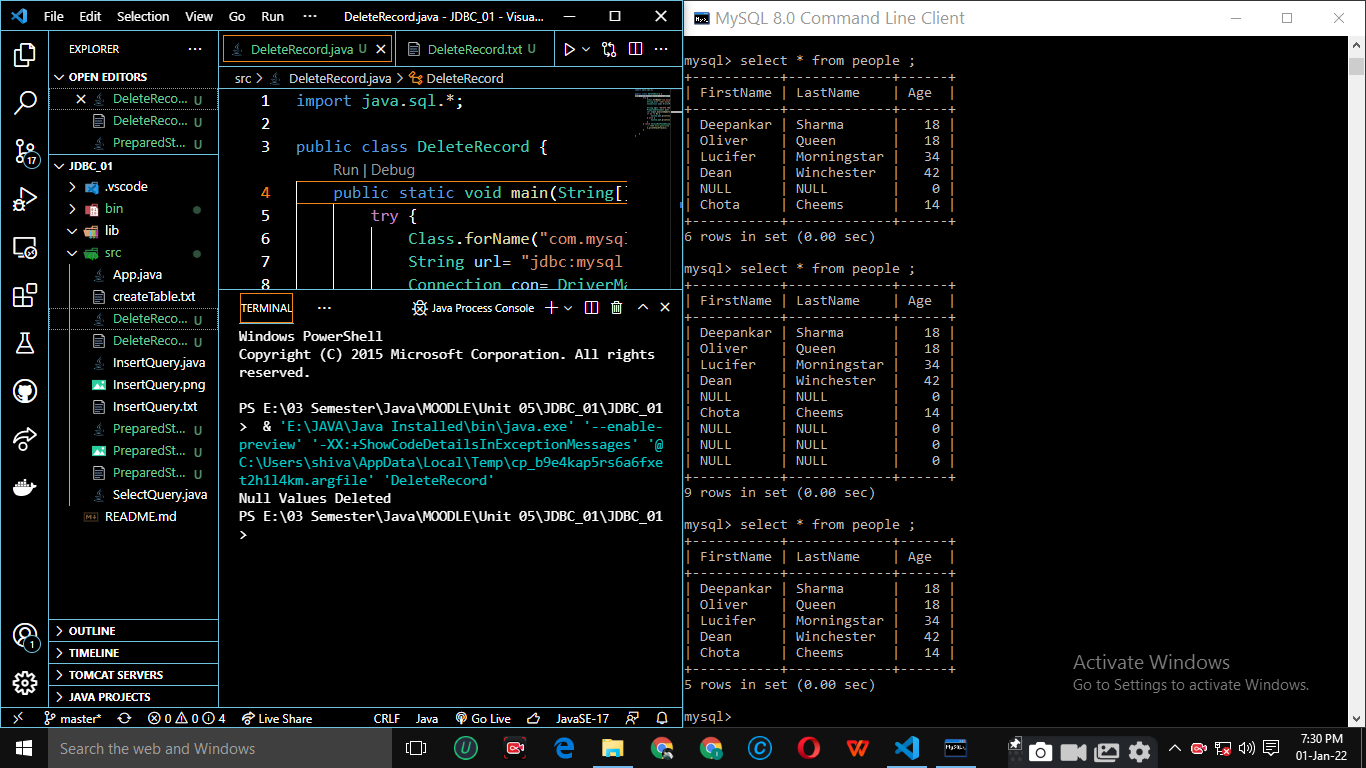 File Edit Selection View Go Run ··· DeleteRecord.java - JDBC_01 - Visua...
EXPLORER ···
OPEN EDITORS
DeleteReco... U
DeleteReco... U
PreparedSt... U
JDBC_01
.vscode
bin
lib
src
App.java
createTable.txt
DeleteReco... U
DeleteReco... U
InsertQuery.java
InsertQuery.png
InsertQuery.txt
PreparedSt... U
PreparedSt... U
PreparedSt... U
SelectQuery.java
README.md
OUTLINE
TIMELINE
TOMCAT SERVERS
JAVA PROJECTS
17
1
DeleteRecord.java U DeleteRecord.txt U ···
src > DeleteRecord.java > DeleteRecord
1 import java.sql.*;
2
3 public class DeleteRecord {
Run | Debug
4 public static void main(String[]
5 try {
6 Class.forName("com.mysql
7 String url= "jdbc:mysql
8 Connection con= DriverMa
TERMINAL ··· Java Process Console
Windows PowerShell
Copyright (C) 2015 Microsoft Corporation. All rights
reserved.
PS E:\03 Semester\Java\MOODLE\Unit 05\JDBC_01\JDBC_01
> & 'E:\JAVA\Java Installed\bin\java.exe' '--enable-
preview' '-XX:+ShowCodeDetailsInExceptionMessages' '@
C:\Users\shiva\AppData\Local\Temp\cp_b9e4kap5rs6a6fxe
t2h1l4km.argfile' 'DeleteRecord'
Null Values Deleted
PS E:\03 Semester\Java\MOODLE\Unit 05\JDBC_01\JDBC_01
>
master* 0 0 4 Live Share CRLF Java Go Live JavaSE-17
MySQL 8.0 Command Line Client
mysql> select * from people ;
+-----------+-------------+------+
| FirstName | LastName    | Age  |
+-----------+-------------+------+
| Deepankar | Sharma      |   18 |
| Oliver    | Queen       |   18 |
| Lucifer   | Morningstar |   34 |
| Dean      | Winchester  |   42 |
| NULL      | NULL        |    0 |
| Chota     | Cheems      |   14 |
+-----------+-------------+------+
6 rows in set (0.00 sec)
mysql> select * from people ;
+-----------+-------------+------+
| FirstName | LastName    | Age  |
+-----------+-------------+------+
| Deepankar | Sharma      |   18 |
| Oliver    | Queen       |   18 |
| Lucifer   | Morningstar |   34 |
| Dean      | Winchester  |   42 |
| NULL      | NULL        |    0 |
| Chota     | Cheems      |   14 |
| NULL      | NULL        |    0 |
| NULL      | NULL        |    0 |
| NULL      | NULL        |    0 |
+-----------+-------------+------+
9 rows in set (0.00 sec)
mysql> select * from people ;
+-----------+-------------+------+
| FirstName | LastName    | Age  |
+-----------+-------------+------+
| Deepankar | Sharma      |   18 |
| Oliver    | Queen       |   18 |
| Lucifer   | Morningstar |   34 |
| Dean      | Winchester  |   42 |
| Chota     | Cheems      |   14 |
+-----------+-------------+------+
5 rows in set (0.00 sec)
mysql>
Activate Windows
Go to Settings to activate Windows.
Search the web and Windows
7:30 PM
01-Jan-22